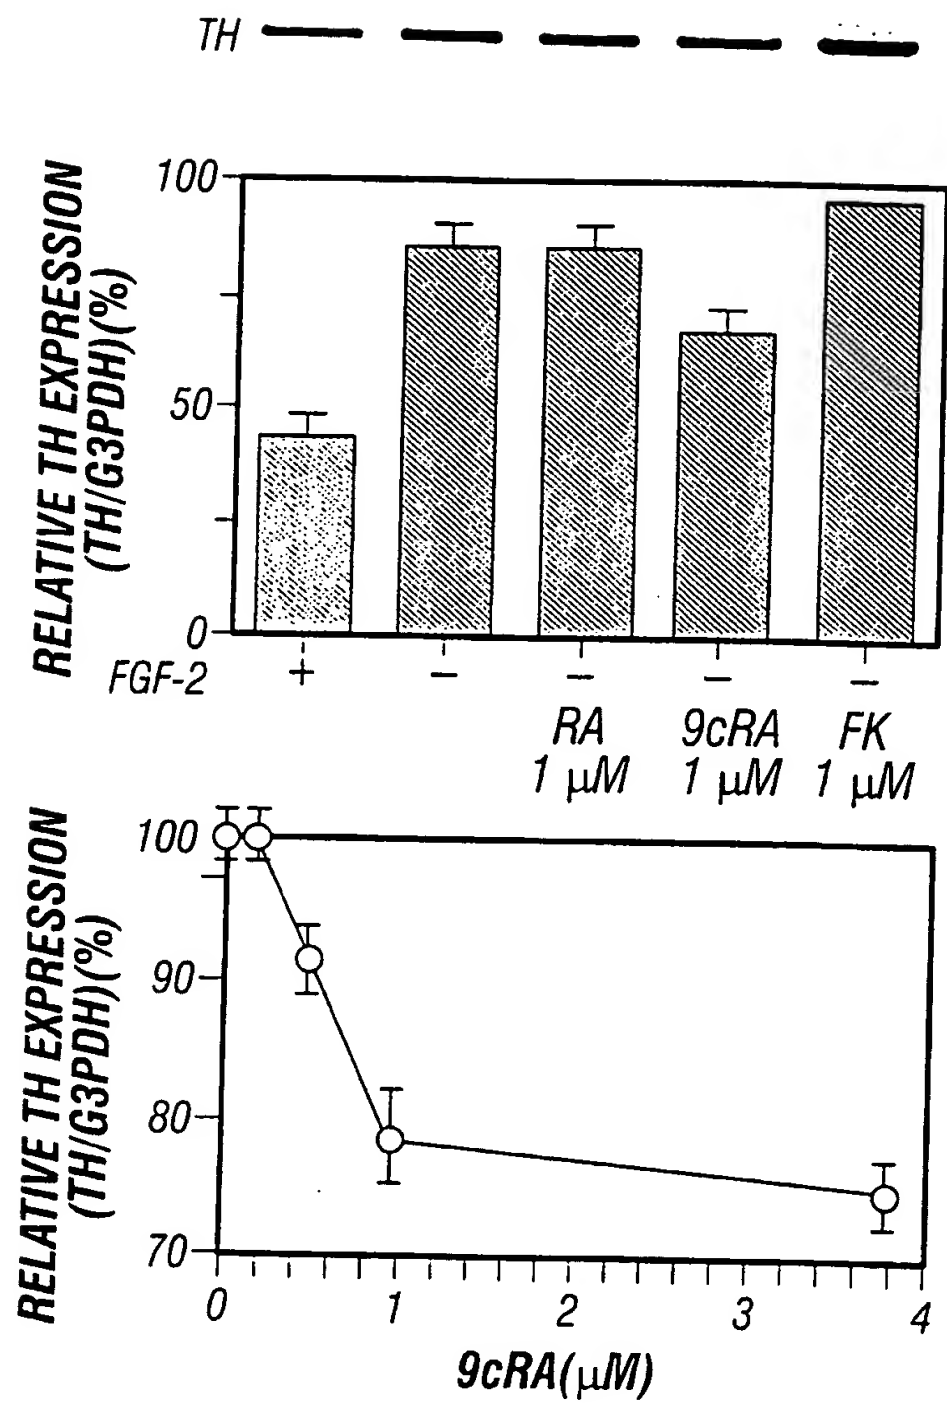 TH
RELATIVE TH EXPRESSION
(TH/G3PDH)(%)
100
50
0
FGF-2 + − − − −
RA 9cRA FK
1 μM 1 μM 1 μM
RELATIVE TH EXPRESSION
(TH/G3PDH)(%)
100
90
80
70
0 1 2 3 4
9cRA(μM)